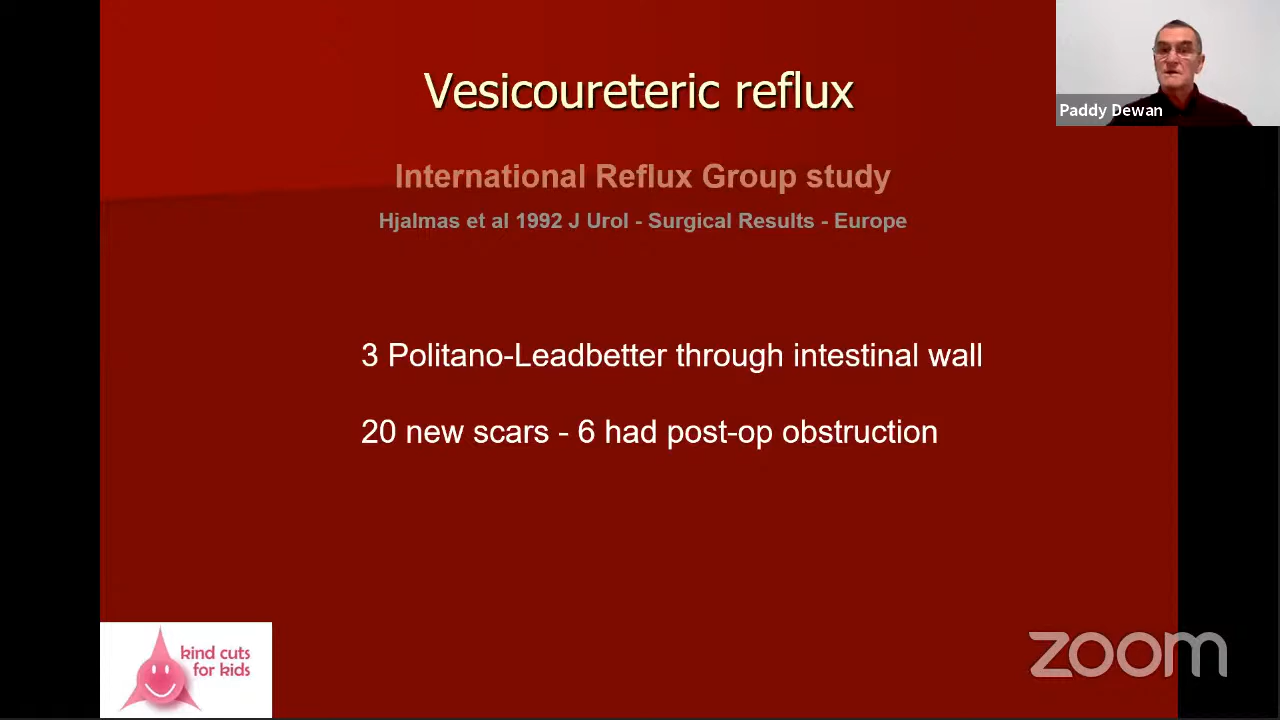 Vesicoureteric reflux
Paddy Dewan
International Reflux Group study
Hjalmas et al 1992 J Urol - Surgical Results - Europe
3 Politano-Leadbetter through intestinal wall
20 new scars - 6 had post-op obstruction
kind cuts
for kids
zoom